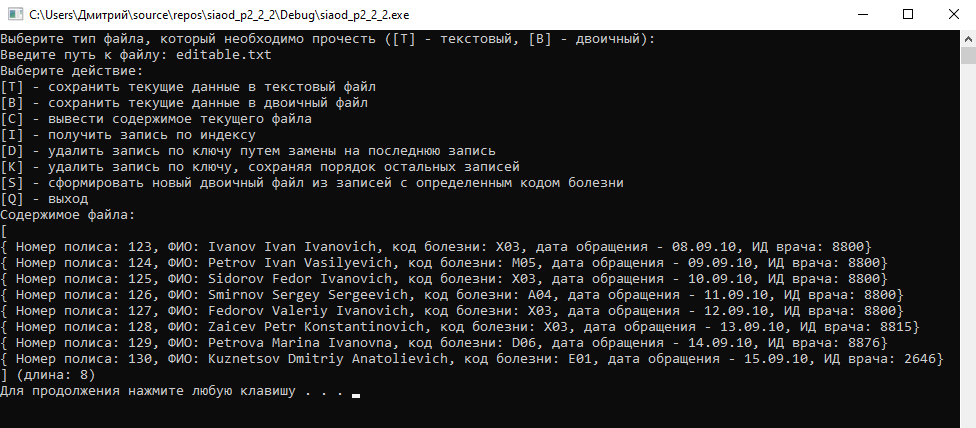 C:\Users\Дмитрий\source\repos\siaod_p2_2_2\Debug\siaod_p2_2_2.exe
Выберите тип файла, который необходимо прочесть ([T] - текстовый, [B] - двоичный):
Введите путь к файлу: editable.txt
Выберите действие:
[T] - сохранить текущие данные в текстовый файл
[B] - сохранить текущие данные в двоичный файл
[C] - вывести содержимое текущего файла
[I] - получить запись по индексу
[D] - удалить запись по ключу путем замены на последнюю запись
[K] - удалить запись по ключу, сохраняя порядок остальных записей
[S] - сформировать новый двоичный файл из записей с определенным кодом болезни
[Q] - выход
Содержимое файла:
[
{ Номер полиса: 123, ФИО: Ivanov Ivan Ivanovich, код болезни: X03, дата обращения - 08.09.10, ИД врача: 8800}
{ Номер полиса: 124, ФИО: Petrov Ivan Vasilyevich, код болезни: M05, дата обращения - 09.09.10, ИД врача: 8800}
{ Номер полиса: 125, ФИО: Sidorov Fedor Ivanovich, код болезни: X03, дата обращения - 10.09.10, ИД врача: 8800}
{ Номер полиса: 126, ФИО: Smirnov Sergey Sergeevich, код болезни: A04, дата обращения - 11.09.10, ИД врача: 8800}
{ Номер полиса: 127, ФИО: Fedorov Valeriy Ivanovich, код болезни: X03, дата обращения - 12.09.10, ИД врача: 8800}
{ Номер полиса: 128, ФИО: Zaicev Petr Konstantinovich, код болезни: X03, дата обращения - 13.09.10, ИД врача: 8815}
{ Номер полиса: 129, ФИО: Petrova Marina Ivanovna, код болезни: D06, дата обращения - 14.09.10, ИД врача: 8876}
{ Номер полиса: 130, ФИО: Kuznetsov Dmitriy Anatolievich, код болезни: E01, дата обращения - 15.09.10, ИД врача: 2646}
] (длина: 8)
Для продолжения нажмите любую клавишу . . .